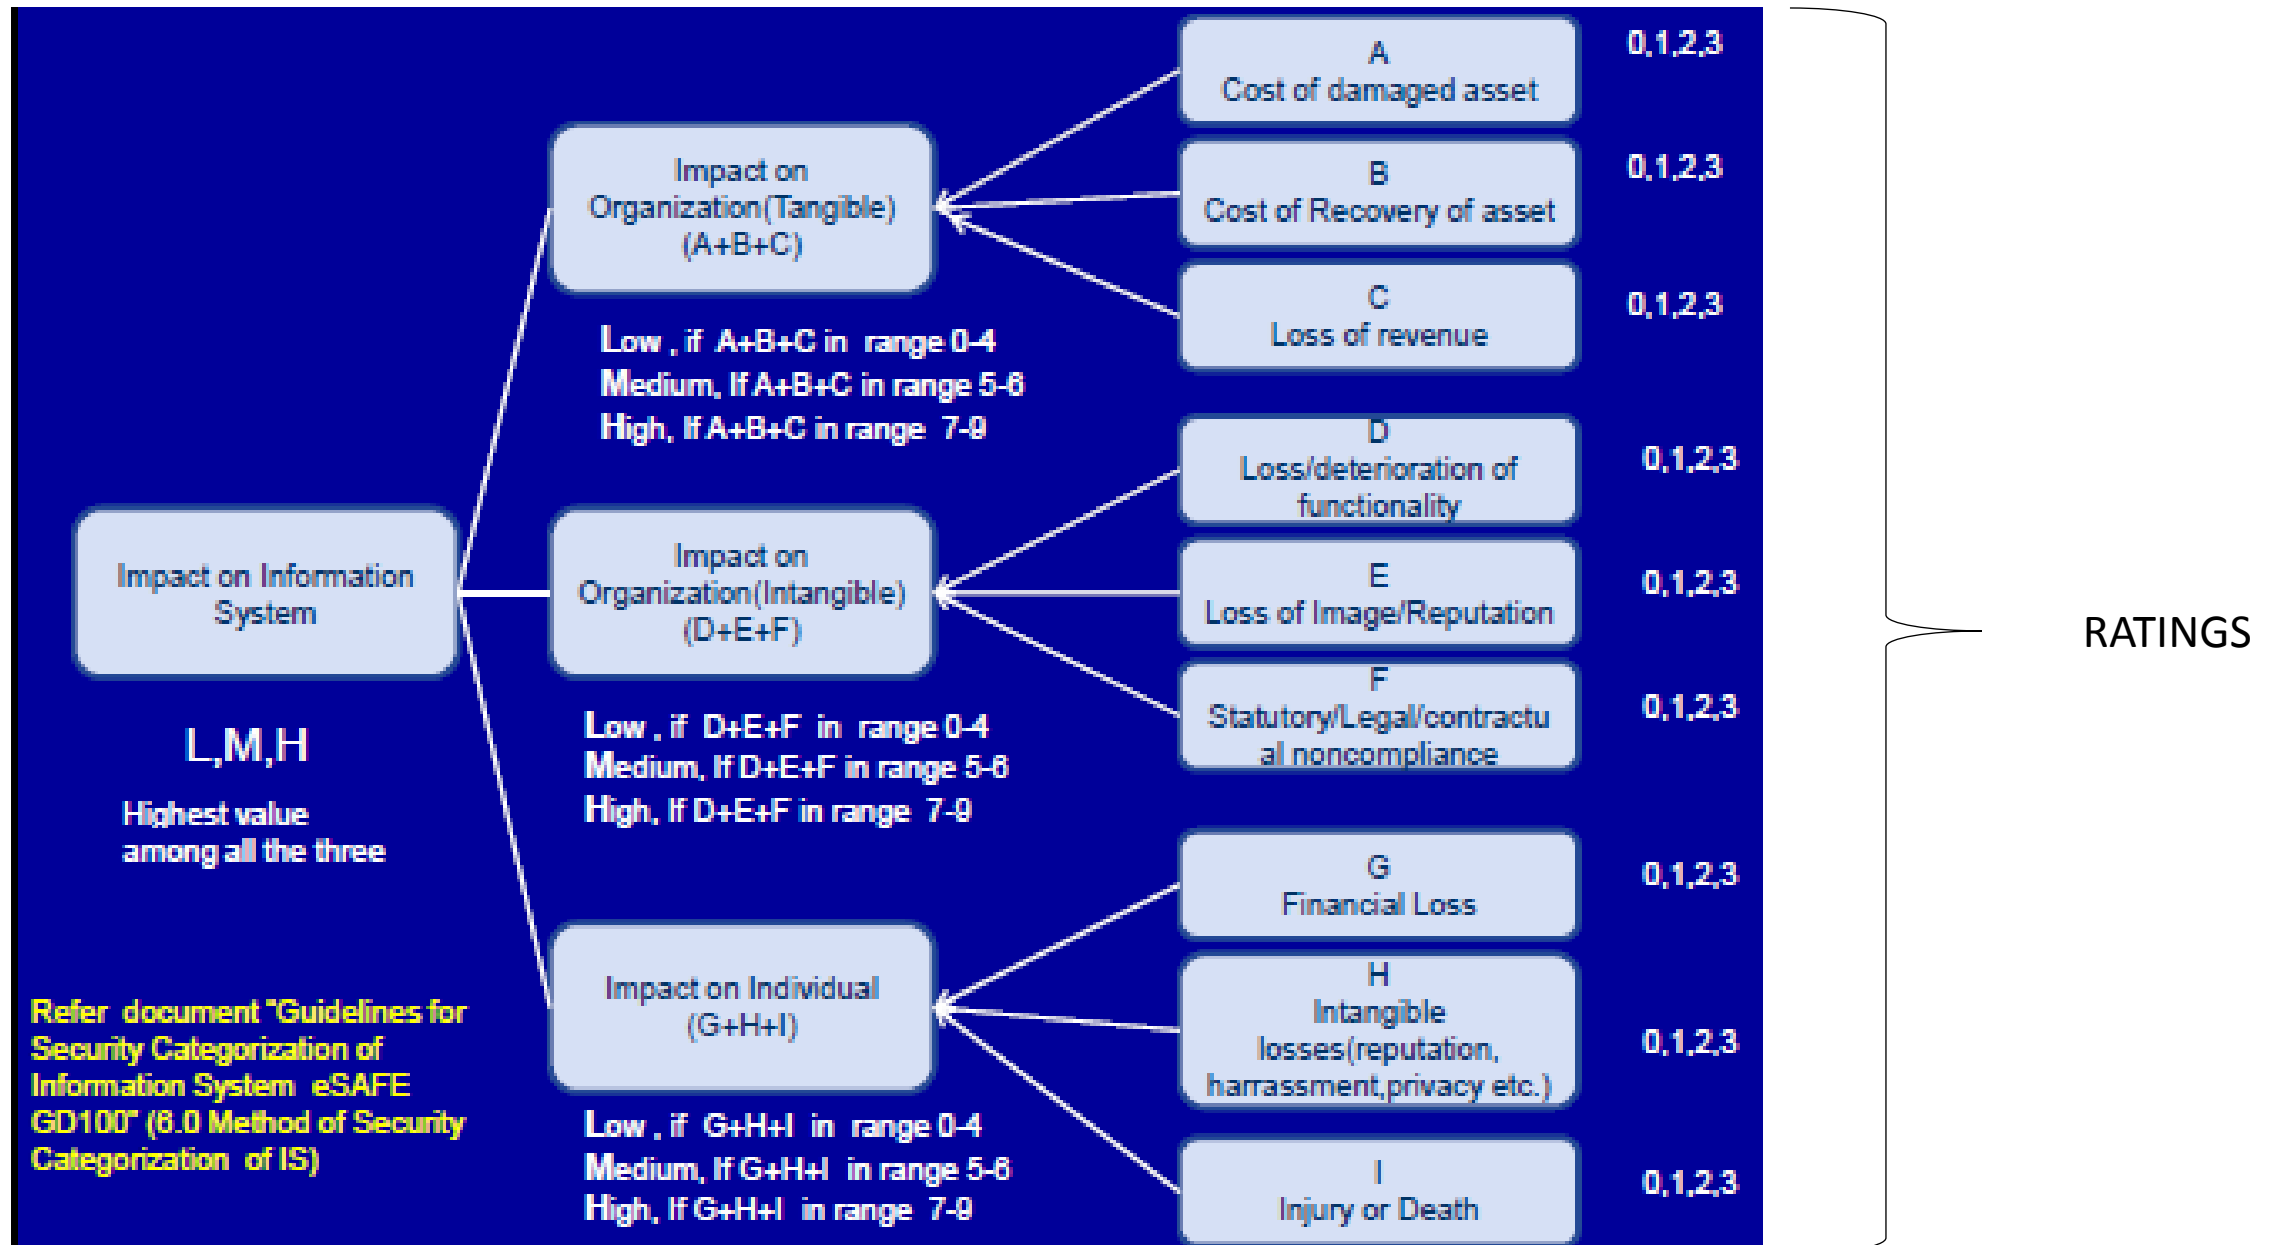 A
Cost of damaged asset
0,1,2,3
Impact on
Organization(Tangible)
(A+B+C)
B
Cost of Recovery of asset
0,1,2,3
C
Loss of revenue
0,1,2,3
Low , if A+B+C in range 0-4
Medium, If A+B+C in range 5-6
High, If A+B+C in range 7-9
D
Loss/deterioration of
functionality
0,1,2,3
Impact on Information
System
Impact on
Organization(Intangible)
(D+E+F)
E
Loss of Image/Reputation
0,1,2,3
RATINGS
F
Statutory/Legal/contractu
al noncompliance
0,1,2,3
L,M,H
Highest value
among all the three
Low , if D+E+F in range 0-4
Medium, If D+E+F in range 5-6
High, If D+E+F in range 7-9
G
Financial Loss
0,1,2,3
Impact on Individual
(G+H+I)
H
Intangible
losses(reputation,
harrassment,privacy etc.)
0,1,2,3
Refer document "Guidelines for
Security Categorization of
Information System eSAFE
GD100" (6.0 Method of Security
Categorization of IS)
Low , if G+H+I in range 0-4
Medium, If G+H+I in range 5-6
High, If G+H+I in range 7-9
I
Injury or Death
0,1,2,3